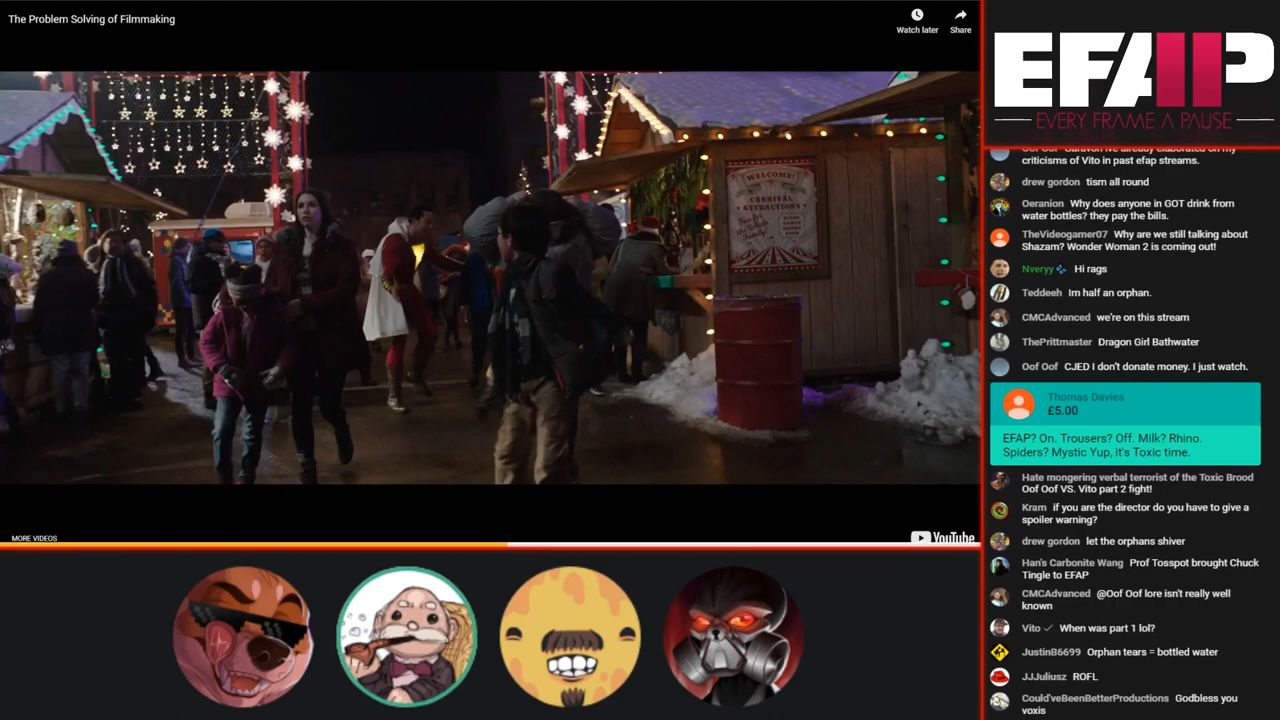 The Problem Solving of Filmmaking
Watch later
Share
WELCOME!
CARNIVAL
ATTRACTIONS
MORE VIDEOS
YouTube
EFAP
EVERY FRAME A PAUSE
criticisms of Vito in past efap streams.
drew gordon tism all round
Oeranion Why does anyone in GOT drink from
water bottles? they pay the bills.
TheVideogamer07 Why are we still talking about
Shazam? Wonder Woman 2 is coming out!
Nveryy Hi rags
Teddeeh Im half an orphan.
CMCAdvanced we're on this stream
ThePrittmaster Dragon Girl Bathwater
Oof Oof CJED I don't donate money. I just watch.
Thomas Davies
£5.00
EFAP? On. Trousers? Off. Milk? Rhino.
Spiders? Mystic Yup, it's Toxic time.
Hate mongering verbal terrorist of the Toxic Brood
Oof Oof VS. Vito part 2 fight!
Kram if you are the director do you have to give a
spoiler warning?
drew gordon let the orphans shiver
Han's Carbonite Wang Prof Tosspot brought Chuck
Tingle to EFAP
CMCAdvanced @Oof Oof lore isn't really well
known
Vito When was part 1 lol?
JustinB6699 Orphan tears = bottled water
JJJuliusz ROFL
Could'veBeenBetterProductions Godbless you
voxis